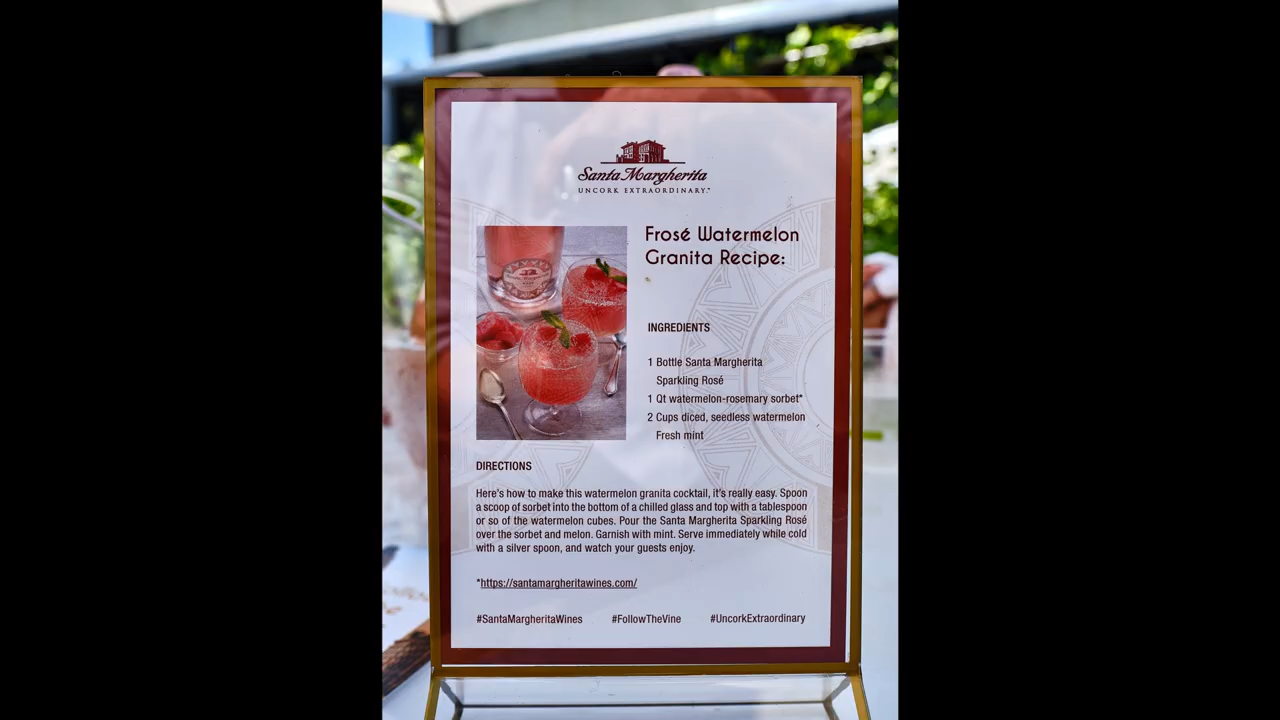 Santa Margherita
UNCORK EXTRAORDINARY.
Frosé Watermelon
Granita Recipe:
INGREDIENTS
1 Bottle Santa Margherita
Sparkling Rosé
1 Qt watermelon-rosemary sorbet*
2 Cups diced, seedless watermelon
Fresh mint
DIRECTIONS
Here's how to make this watermelon granita cocktail, it's really easy. Spoon
a scoop of sorbet into the bottom of a chilled glass and top with a tablespoon
or so of the watermelon cubes. Pour the Santa Margherita Sparkling Rosé
over the sorbet and melon. Garnish with mint. Serve immediately while cold
with a silver spoon, and watch your guests enjoy.
*https://santamargheritawines.com/
#SantaMargheritaWines #FollowTheVine #UncorkExtraordinary